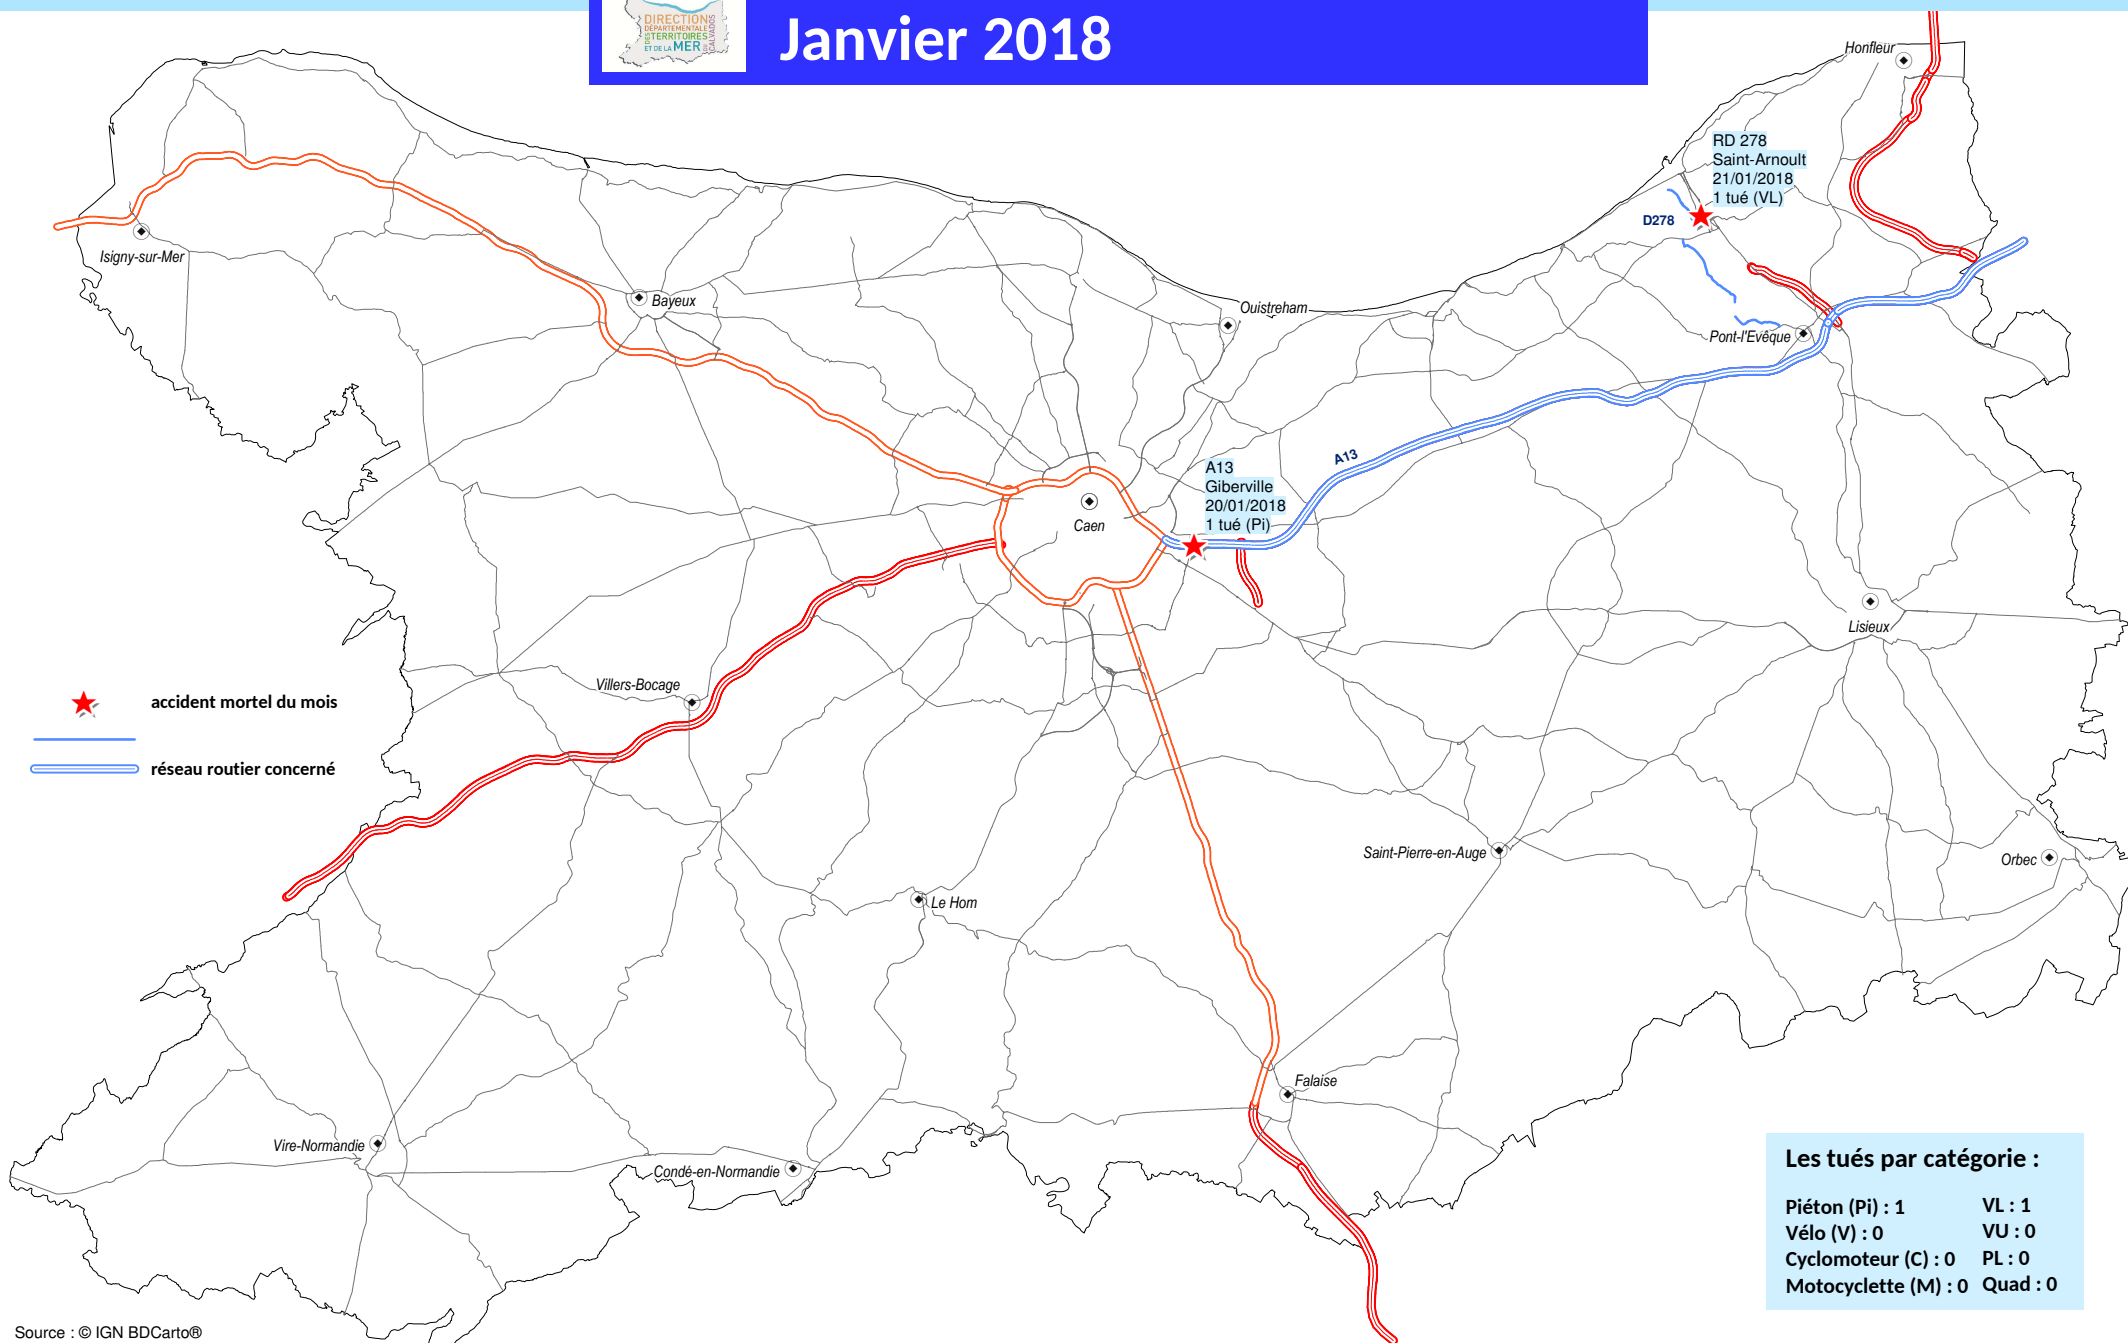 DIRECTION
DÉPARTEMENTALE
DES TERRITOIRES
ET DE LA MER
DU CALVADOS
Janvier 2018
Honfleur
RD 278
Saint-Arnoult
21/01/2018
1 tué (VL)
D278
Isigny-sur-Mer
Bayeux
Ouistreham
Pont-l'Evêque
A13
A13
Giberville
20/01/2018
1 tué (Pi)
Caen
Lisieux
Villers-Bocage
accident mortel du mois
réseau routier concerné
Saint-Pierre-en-Auge
Orbec
Le Hom
Falaise
Vire-Normandie
Condé-en-Normandie
Les tués par catégorie :
Piéton (Pi) : 1
Vélo (V) : 0
Cyclomoteur (C) : 0
Motocyclette (M) : 0
VL : 1
VU : 0
PL : 0
Quad : 0
Source : © IGN BDCarto®